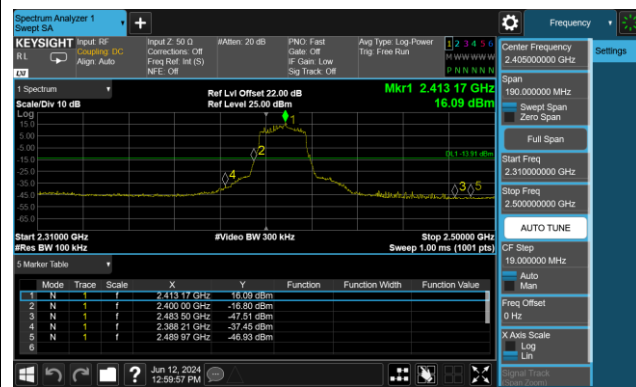 Spectrum Analyzer 1
Swept SA
Frequency
KEYSIGHT
RL
LXI
Input: RF
Coupling: DC
Align: Auto
Input Z: 50 Ω
Corrections: Off
Freq Ref: Int (S)
NFE: Off
#Atten: 20 dB
PNO: Fast
Gate: Off
IF Gain: Low
Sig Track: Off
Avg Type: Log-Power
Trig: Free Run
1 2 3 4 5 6
M W W W W W
P N N N N N
Center Frequency
2.405000000 GHz
Settings
Span
190.000000 MHz
Swept Span
Zero Span
Full Span
Start Freq
2.310000000 GHz
Stop Freq
2.500000000 GHz
AUTO TUNE
CF Step
19.000000 MHz
Auto
Man
Freq Offset
0 Hz
X Axis Scale
Log
Lin
Signal Track
(Span Zoom)
1 Spectrum
Scale/Div 10 dB
Ref Lvl Offset 22.00 dB
Ref Level 25.00 dBm
Mkr1 2.413 17 GHz
16.09 dBm
Log
15.0
5.00
-5.00
-15.0
-25.0
-35.0
-45.0
-55.0
-65.0
1
2
4
3
5
DL1 -13.91 dBm
Start 2.31000 GHz
#Res BW 100 kHz
#Video BW 300 kHz
Stop 2.50000 GHz
Sweep 1.00 ms (1001 pts)
5 Marker Table
Mode Trace Scale X Y Function Function Width Function Value
1 N 1 f 2.413 17 GHz 16.09 dBm
2 N 1 f 2.400 00 GHz -16.80 dBm
3 N 1 f 2.483 50 GHz -47.51 dBm
4 N 1 f 2.388 21 GHz -37.45 dBm
5 N 1 f 2.489 97 GHz -46.93 dBm
6
?
Jun 12, 2024
12:59:57 PM